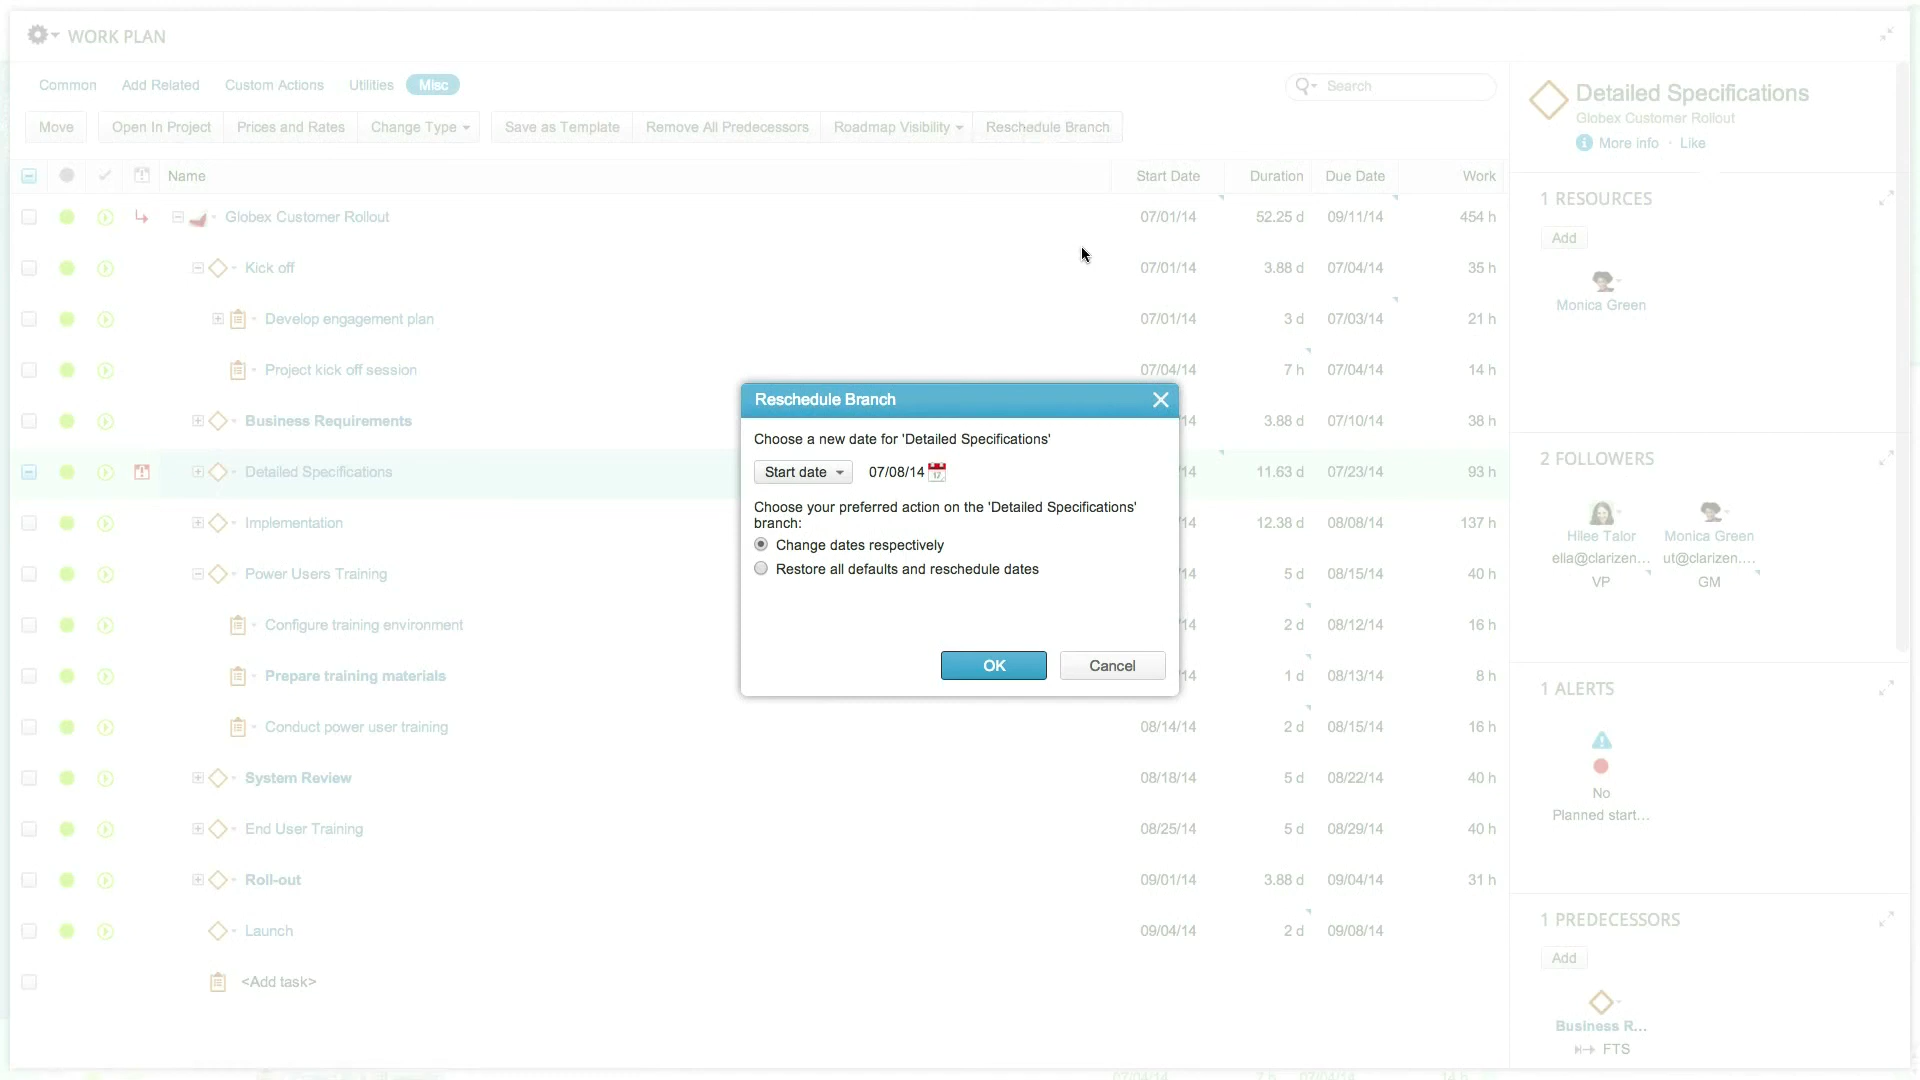 WORK PLAN
Common Add Related Custom Actions Utilities Misc
Search
Move Open In Project Prices and Rates Change Type Save as Template Remove All Predecessors Roadmap Visibility Reschedule Branch
Name Start Date Duration Due Date Work
Globex Customer Rollout 07/01/14 52.25 d 09/11/14 454 h
Kick off 07/01/14 3.88 d 07/04/14 35 h
Develop engagement plan 07/01/14 3 d 07/03/14 21 h
Project kick off session 07/04/14 7 h 07/04/14 14 h
Business Requirements 14 3.88 d 07/10/14 38 h
Detailed Specifications 14 11.63 d 07/23/14 93 h
Implementation 14 12.38 d 08/08/14 137 h
Power Users Training 14 5 d 08/15/14 40 h
Configure training environment 14 2 d 08/12/14 16 h
Prepare training materials 14 1 d 08/13/14 8 h
Conduct power user training 08/14/14 2 d 08/15/14 16 h
System Review 08/18/14 5 d 08/22/14 40 h
End User Training 08/25/14 5 d 08/29/14 40 h
Roll-out 09/01/14 3.88 d 09/04/14 31 h
Launch 09/04/14 2 d 09/08/14
<Add task>
Reschedule Branch
Choose a new date for 'Detailed Specifications'
Start date 07/08/14
Choose your preferred action on the 'Detailed Specifications'
branch:
Change dates respectively
Restore all defaults and reschedule dates
OK Cancel
Detailed Specifications
Globex Customer Rollout
More info · Like
1 RESOURCES
Add
Monica Green
2 FOLLOWERS
Hilee Talor Monica Green
elia@clarizen... ut@clarizen....
VP GM
1 ALERTS
No
Planned start...
1 PREDECESSORS
Add
Business R...
FTS